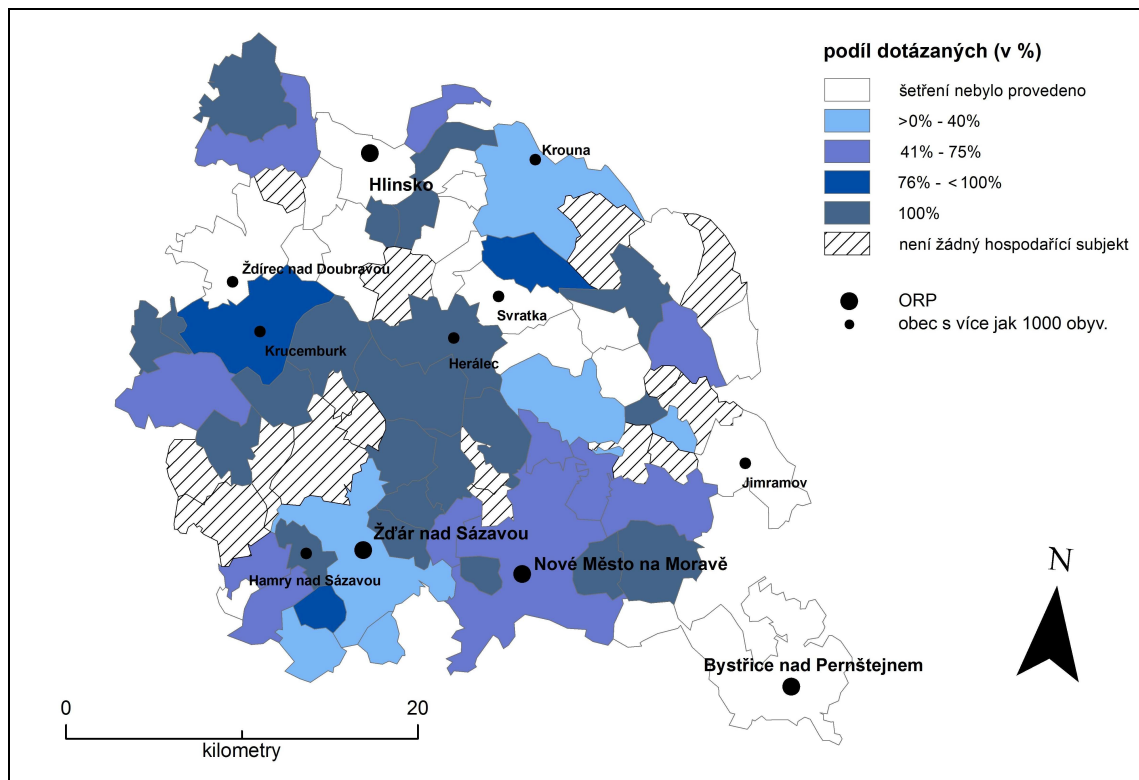 podíl dotázaných (v %)
šetření nebylo provedeno
>0% - 40%
41% - 75%
76% - < 100%
100%
není žádný hospodařící subjekt
ORP
obec s více jak 1000 obyv.
Krouna
Hlinsko
Ždírec nad Doubravou
Svratka
Krucemburk
Herálec
Jimramov
Žďár nad Sázavou
Nové Město na Moravě
Hamry nad Sázavou
N
Bystřice nad Pernštejnem
0 20
kilometry